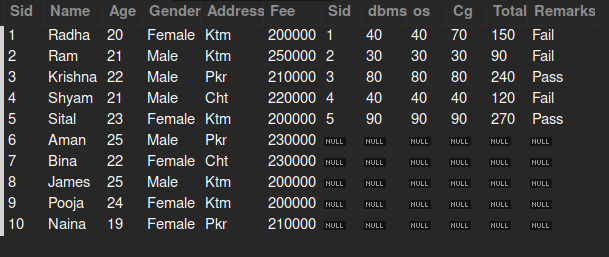 Sid Name Age Gender Address Fee Sid dbms os Cg Total Remarks
1 Radha 20 Female Ktm 200000 1 40 40 70 150 Fail
2 Ram 21 Male Ktm 250000 2 30 30 30 90 Fail
3 Krishna 22 Male Pkr 210000 3 80 80 80 240 Pass
4 Shyam 21 Male Cht 220000 4 40 40 40 120 Fail
5 Sital 23 Female Ktm 200000 5 90 90 90 270 Pass
6 Aman 25 Male Pkr 230000 NULL NULL NULL NULL NULL NULL
7 Bina 22 Female Cht 230000 NULL NULL NULL NULL NULL NULL
8 James 25 Male Ktm 200000 NULL NULL NULL NULL NULL NULL
9 Pooja 24 Female Ktm 200000 NULL NULL NULL NULL NULL NULL
10 Naina 19 Female Pkr 210000 NULL NULL NULL NULL NULL NULL